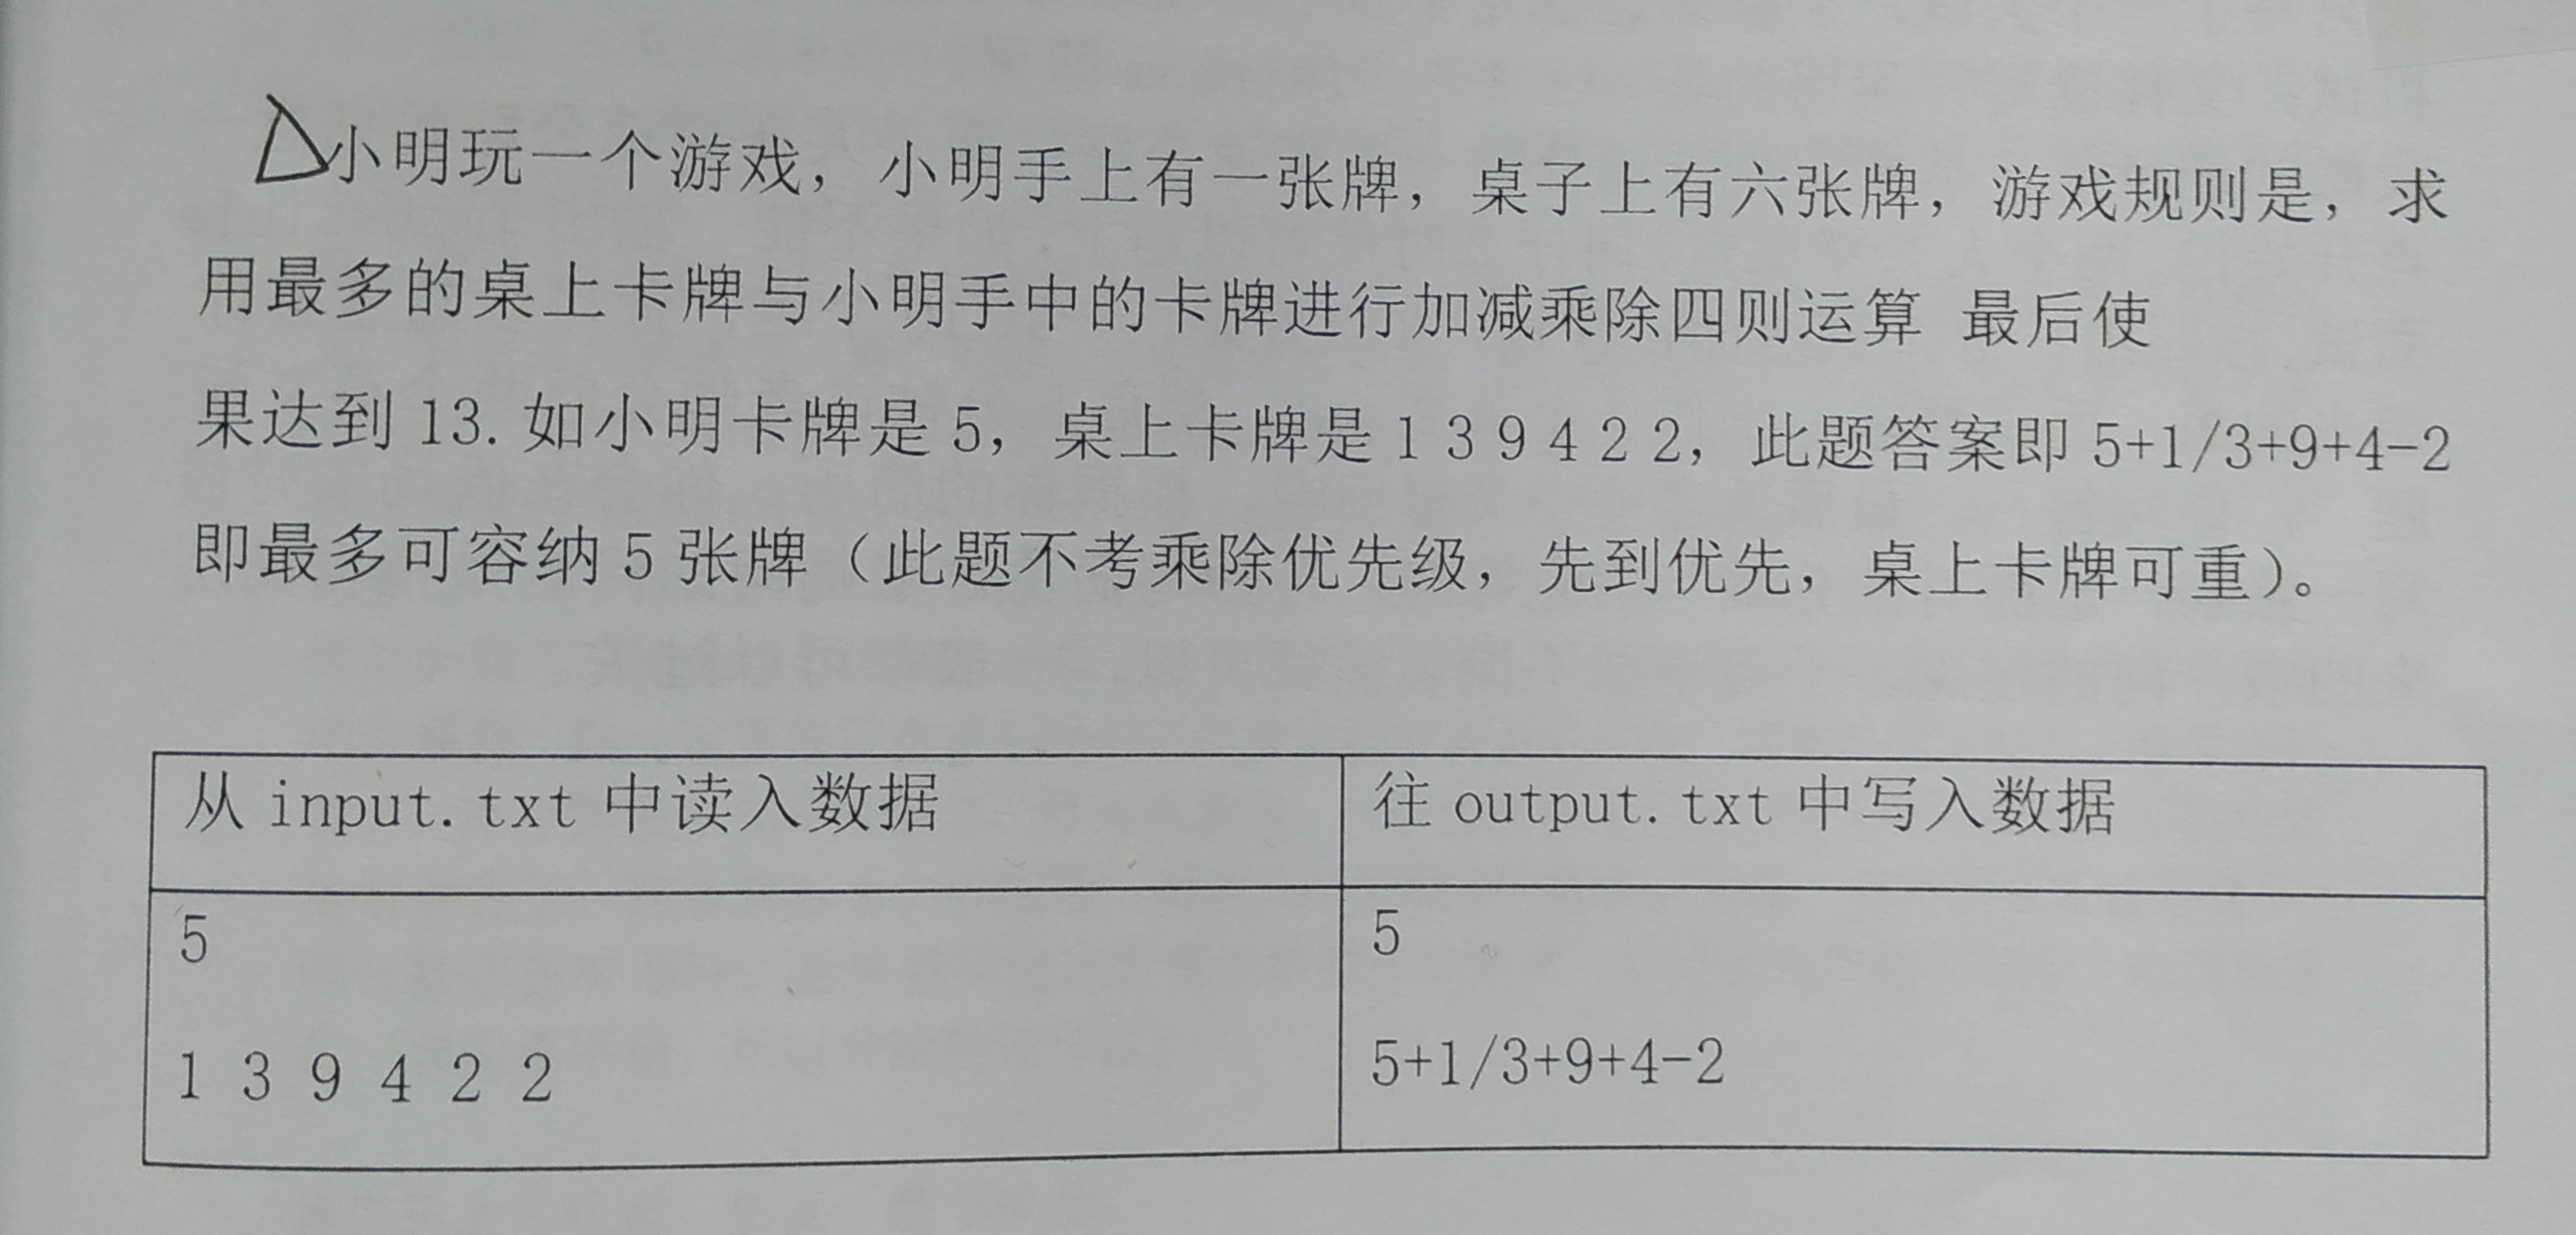 小明玩一个游戏，小明手上有一张牌，桌子上有六张牌，游戏规则是，求
用最多的桌上卡牌与小明手中的卡牌进行加减乘除四则运算 最后使
果达到 13. 如小明卡牌是 5，桌上卡牌是 1 3 9 4 2 2，此题答案即 5+1/3+9+4-2
即最多可容纳 5 张牌（此题不考乘除优先级，先到优先，桌上卡牌可重）。
从 input. txt 中读入数据
往 output. txt 中写入数据
5
1 3 9 4 2 2
5
5+1/3+9+4-2